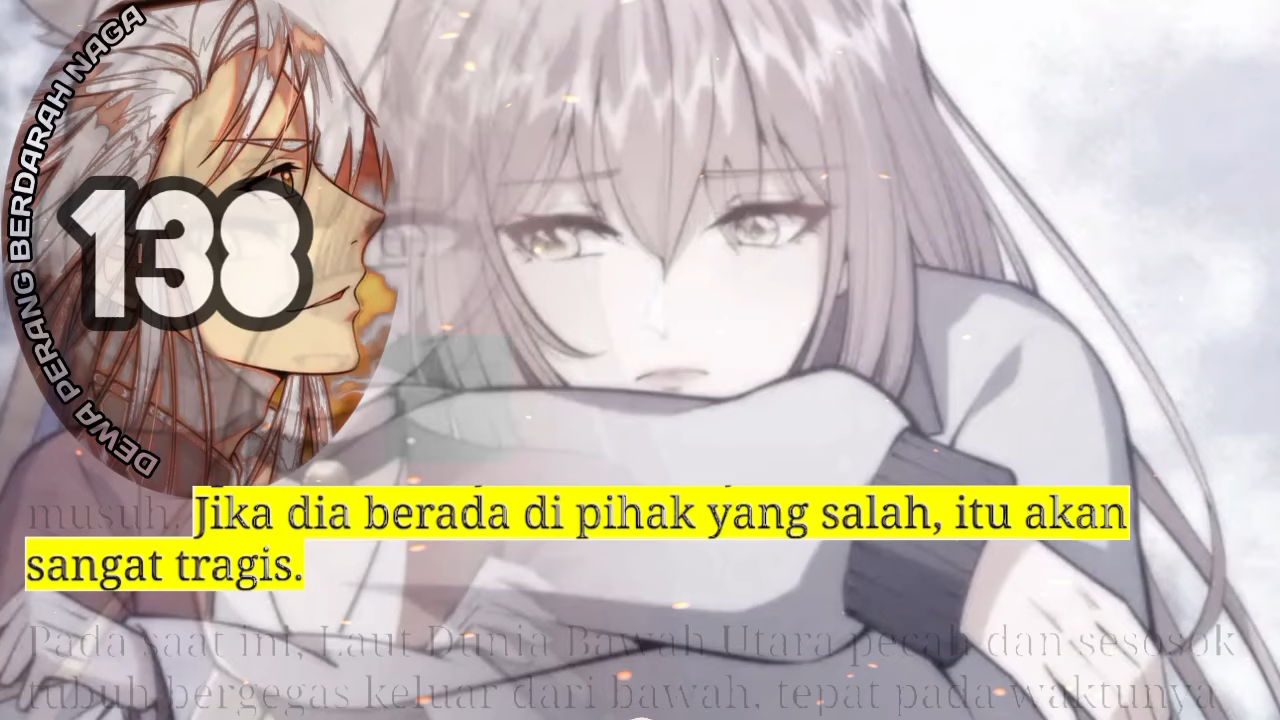 DEWA PERANG BERDARAH NAGA
138
musuh. Jika dia berada di pihak yang salah, itu akan
sangat tragis.
Pada saat ini, Laut Dunia Bawah Utara pecah dan sesosok
tubuh bergegas keluar dari bawah, tepat pada waktunya